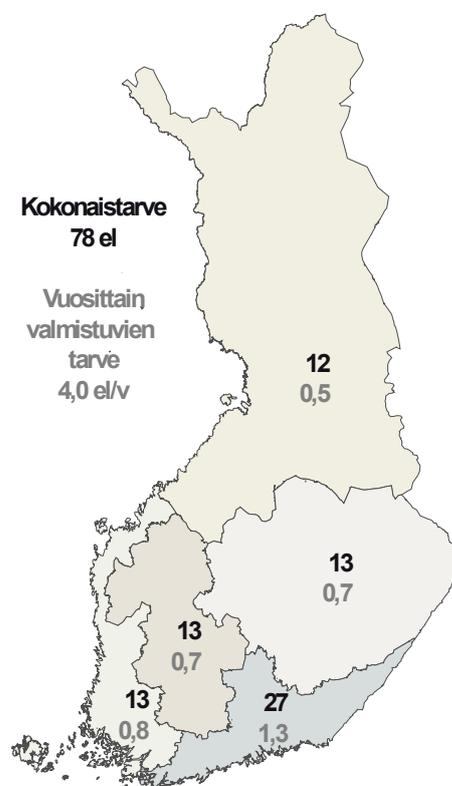 Kokonaistarve
78 el
Vuosittain
valmistuvien
tarve
4,0 el/v
12
0,5
13
0,7
13
0,7
13
0,8
27
1,3